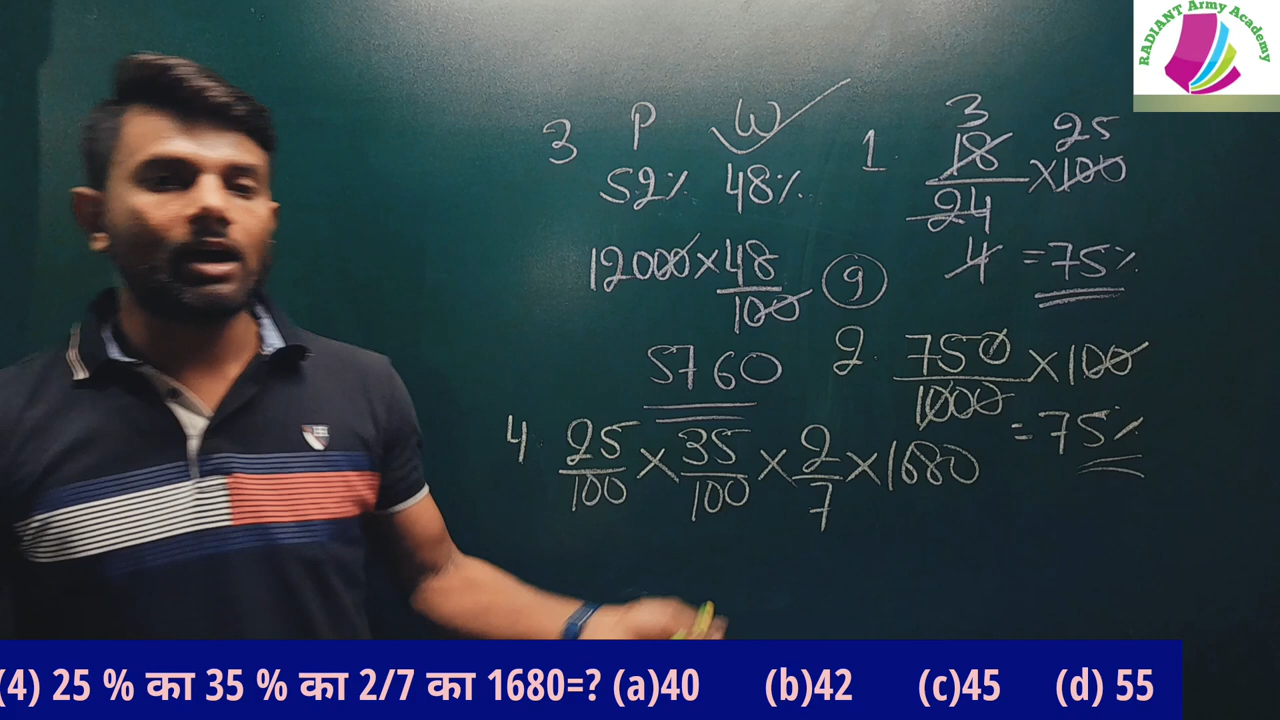 RADIANT Army Academy
3 P W
52% 48%
12000×48/100
5760
9
1. 18/24 ×100
3 25
4 =75%
2. 750/1000 ×100
=75%
4. 25/100 × 35/100 × 2/7 ×1680
(4) 25 % का 35 % का 2/7 का 1680=? (a)40 (b)42 (c)45 (d) 55